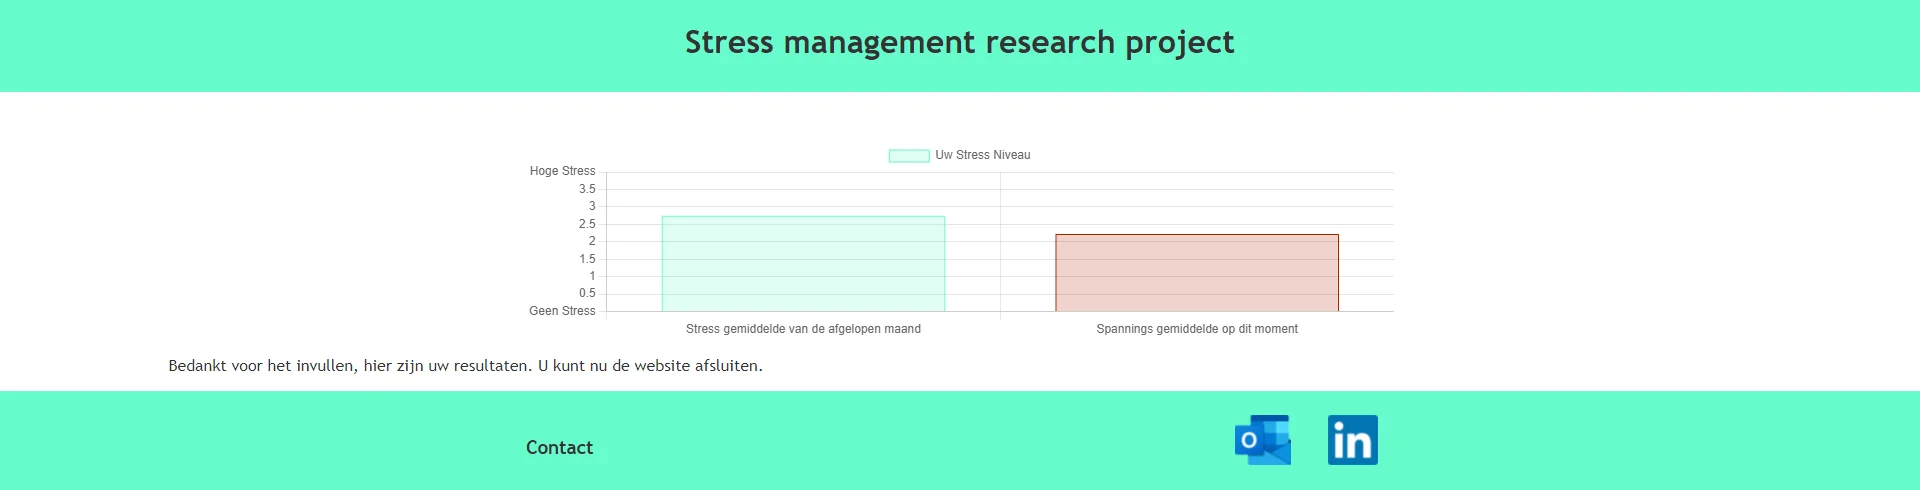 Stress management research project
Uw Stress Niveau
Hoge Stress
3.5
3
2.5
2
1.5
1
0.5
Geen Stress
Stress gemiddelde van de afgelopen maand
Spannings gemiddelde op dit moment
Bedankt voor het invullen, hier zijn uw resultaten. U kunt nu de website afsluiten.
Contact
O
in